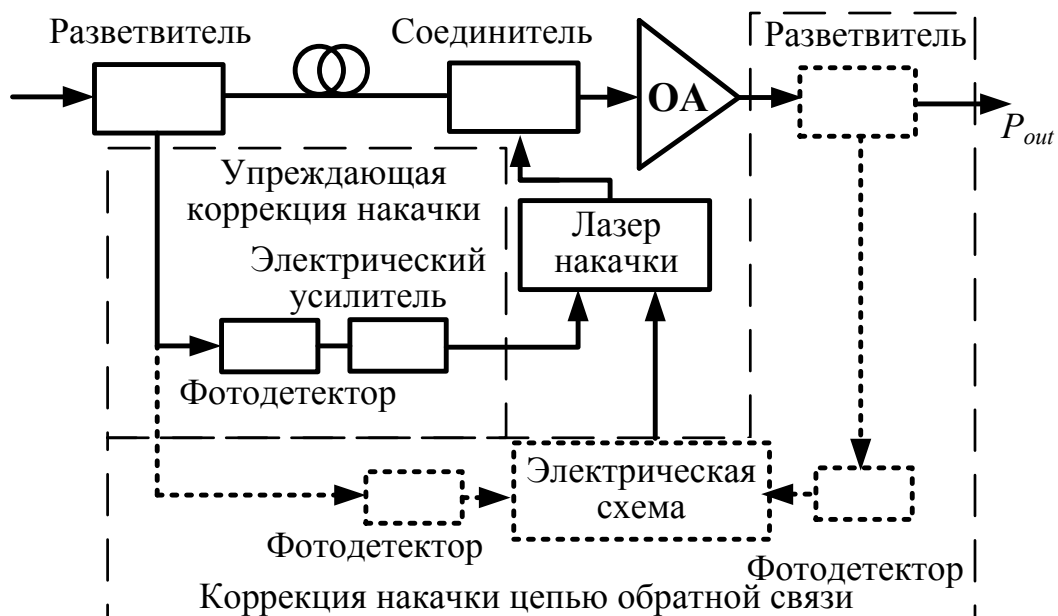 Разветвитель
Соединитель
Разветвитель
ОА
P_out
Упреждающая
коррекция накачки
Лазер
накачки
Электрический
усилитель
Фотодетектор
Электрическая
схема
Фотодетектор
Фотодетектор
Коррекция накачки цепью обратной связи